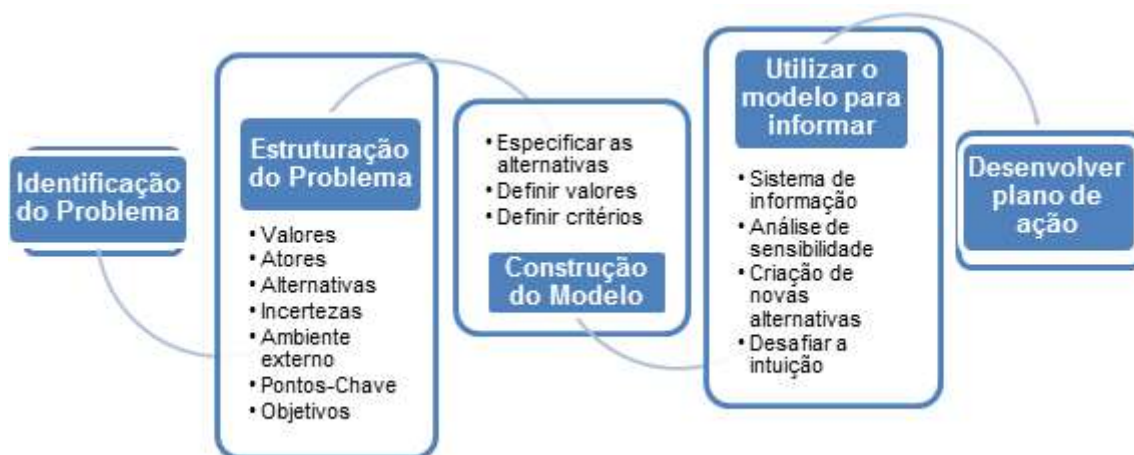 Identificação
do Problema
Estruturação
do Problema
• Valores
• Atores
• Alternativas
• Incertezas
• Ambiente
externo
• Pontos-Chave
• Objetivos
• Especificar as
alternativas
• Definir valores
• Definir critérios
Construção
do Modelo
Utilizar o
modelo para
informar
• Sistema de
informação
• Análise de
sensibilidade
• Criação de
novas
alternativas
• Desafiar a
intuição
Desenvolver
plano de
ação